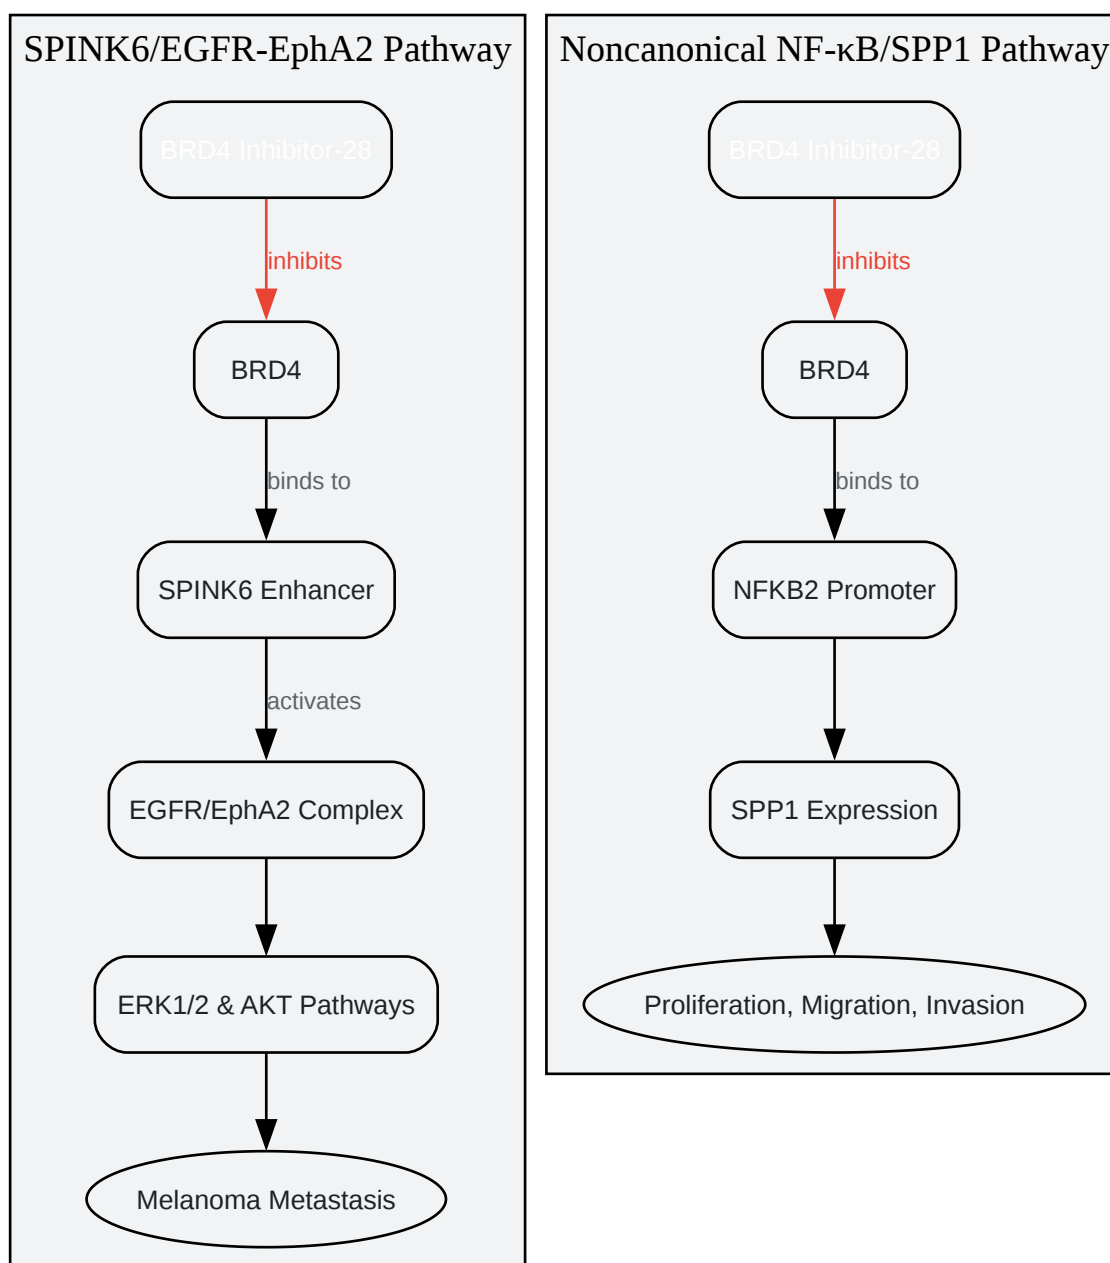 SPINK6/EGFR-EphA2 Pathway
BRD4 Inhibitor-28
inhibits
BRD4
binds to
SPINK6 Enhancer
activates
EGFR/EphA2 Complex
ERK1/2 & AKT Pathways
Melanoma Metastasis
Noncanonical NF-κB/SPP1 Pathway
BRD4 Inhibitor-28
inhibits
BRD4
binds to
NFKB2 Promoter
SPP1 Expression
Proliferation, Migration, Invasion